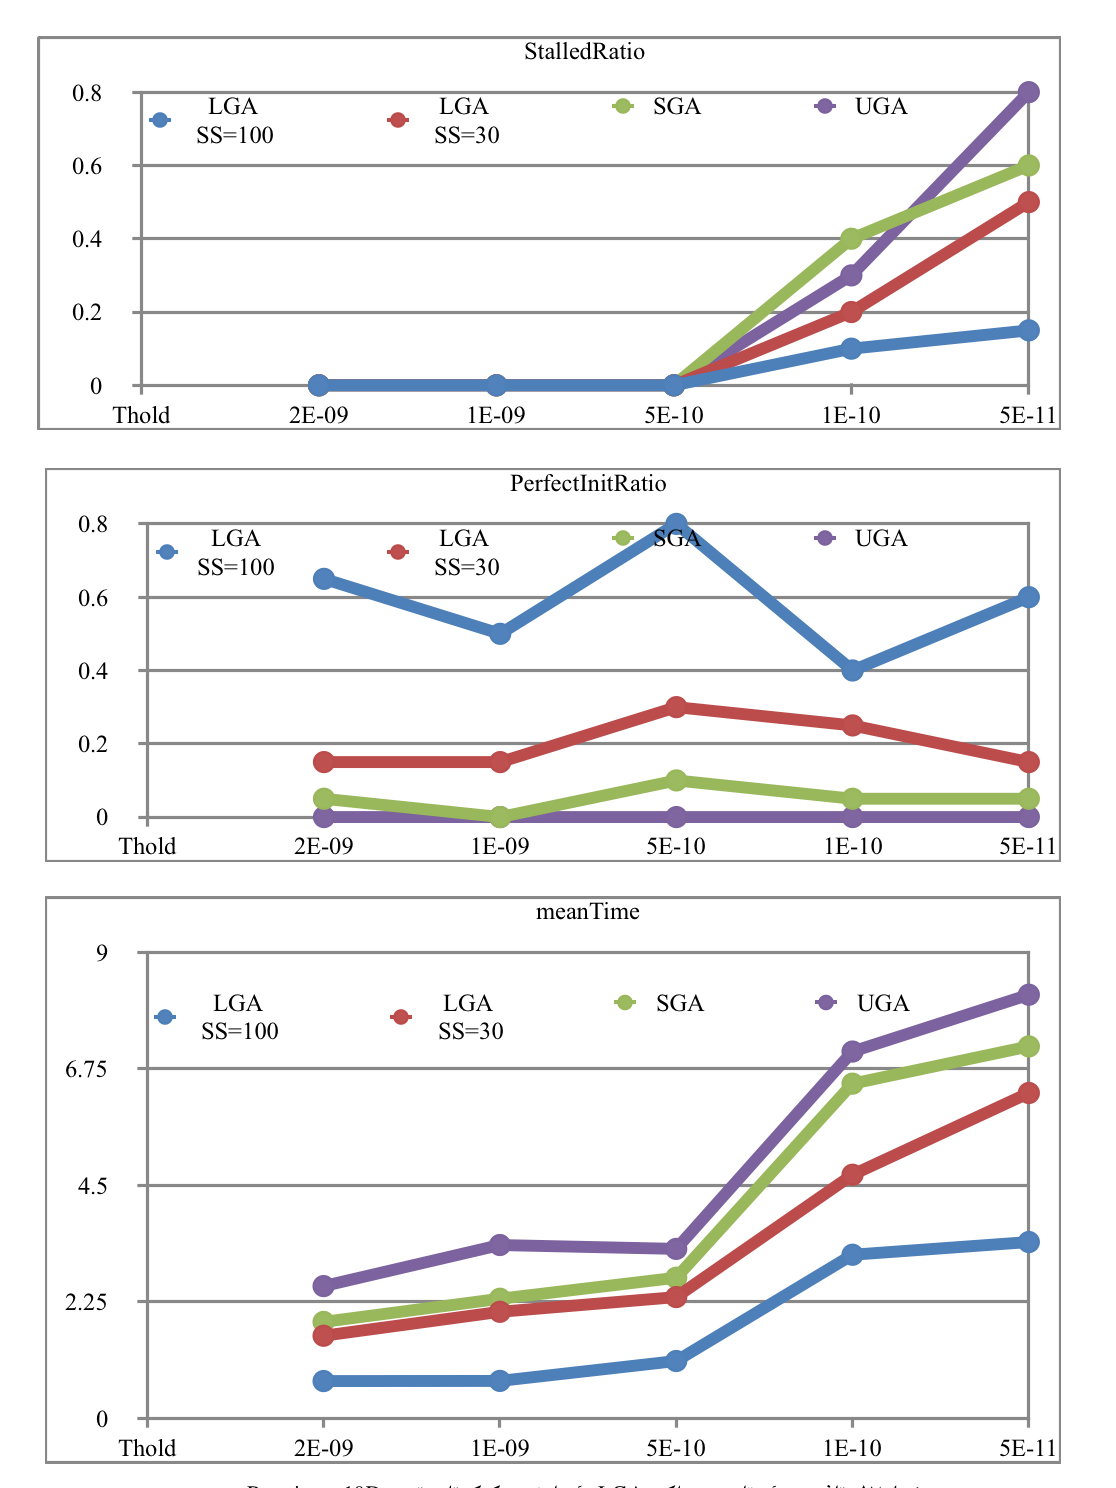 StalledRatio
0.8
LGA SGA UGA
SS=100 SS=30
0.6
0.4
0.2
0
Thold 2E-09 1E-09 5E-10 1E-10 5E-11
PerfectInitRatio
0.8
LGA LGA SGA UGA
SS=100 SS=30
0.6
0.4
0.2
0
Thold 2E-09 1E-09 5E-10 1E-10 5E-11
meanTime
9
LGA LGA SGA UGA
SS=100 SS=30
6.75
4.5
2.25
0
Thold 2E-09 1E-09 5E-10 1E-10 5E-11